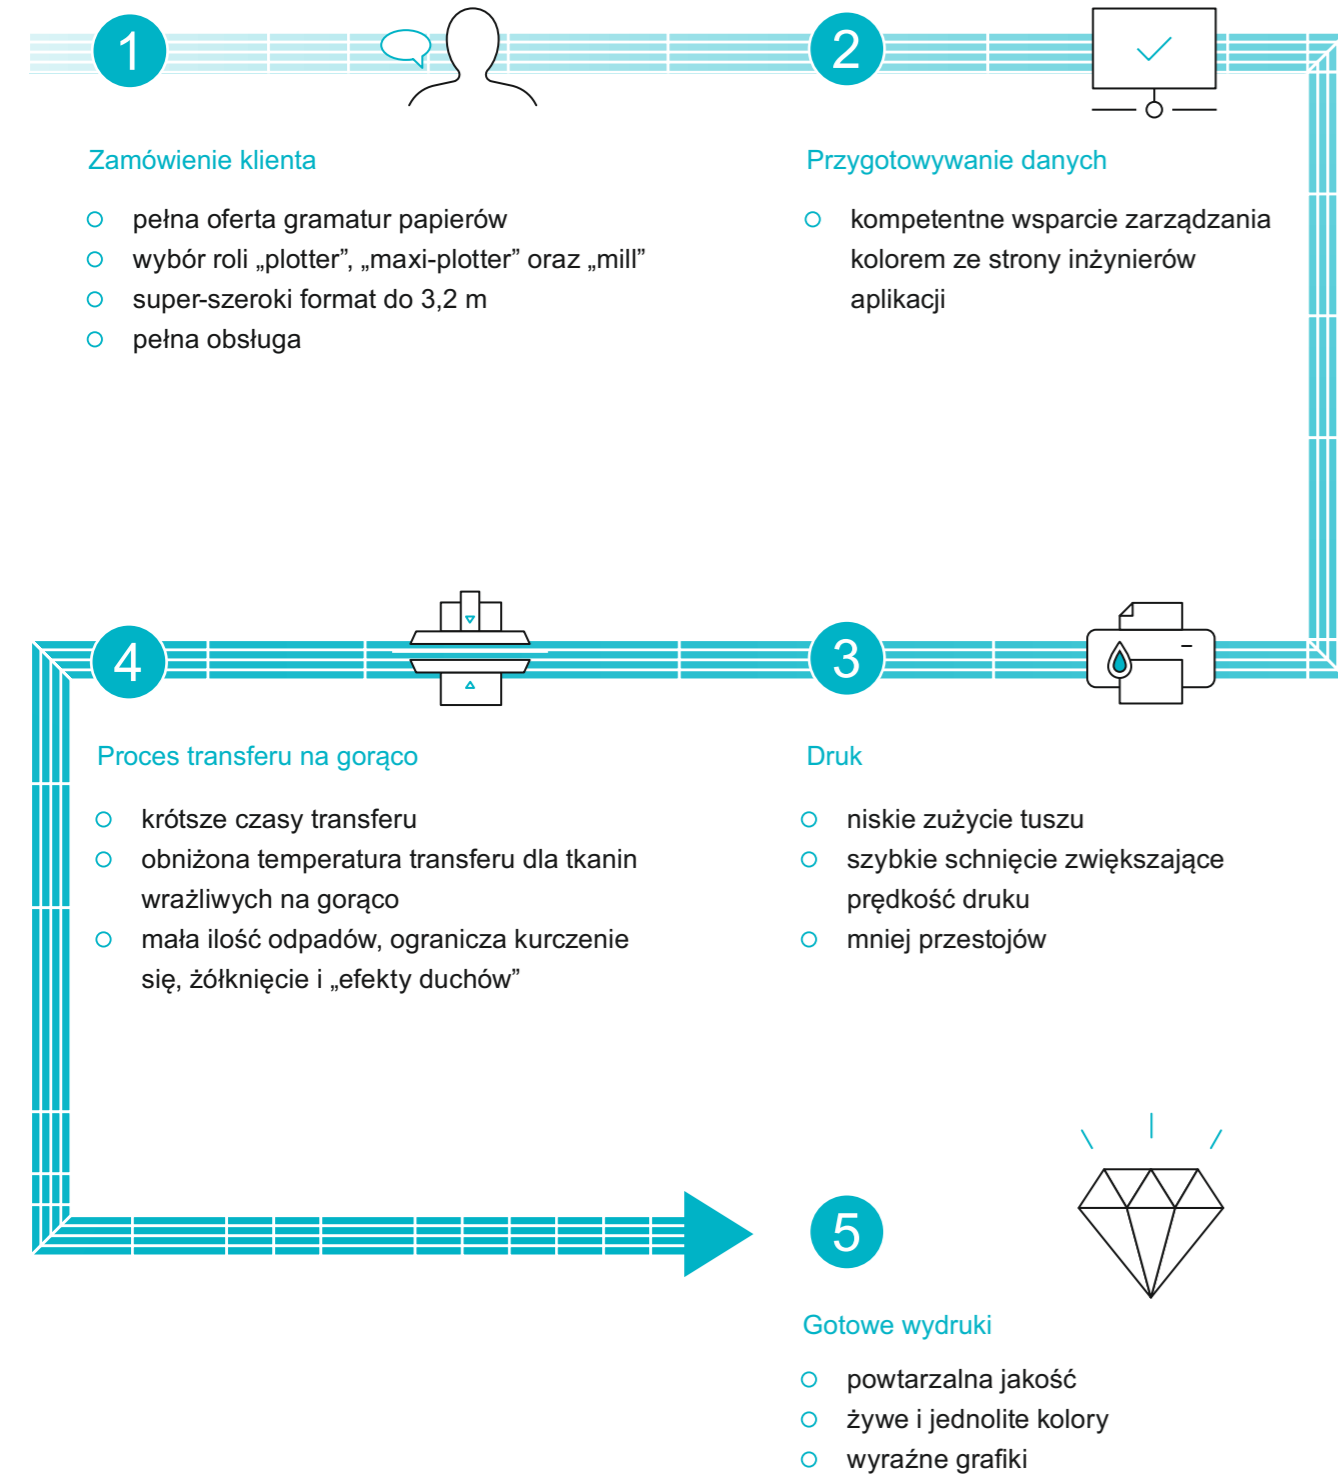 1
Zamówienie klienta
pełna oferta gramatur papierów
wybór roli „plotter”, „maxi-plotter” oraz „mill”
super-szeroki format do 3,2 m
pełna obsługa
2
Przygotowywanie danych
kompetentne wsparcie zarządzania
kolorem ze strony inżynierów
aplikacji
3
Druk
niskie zużycie tuszu
szybkie schnięcie zwiększające
prędkość druku
mniej przestojów
4
Proces transferu na gorąco
krótsze czasy transferu
obniżona temperatura transferu dla tkanin
wrażliwych na gorąco
mała ilość odpadów, ogranicza kurczenie
się, żółknięcie i „efekty duchów”
5
Gotowe wydruki
powtarzalna jakość
żywe i jednolite kolory
wyraźne grafiki